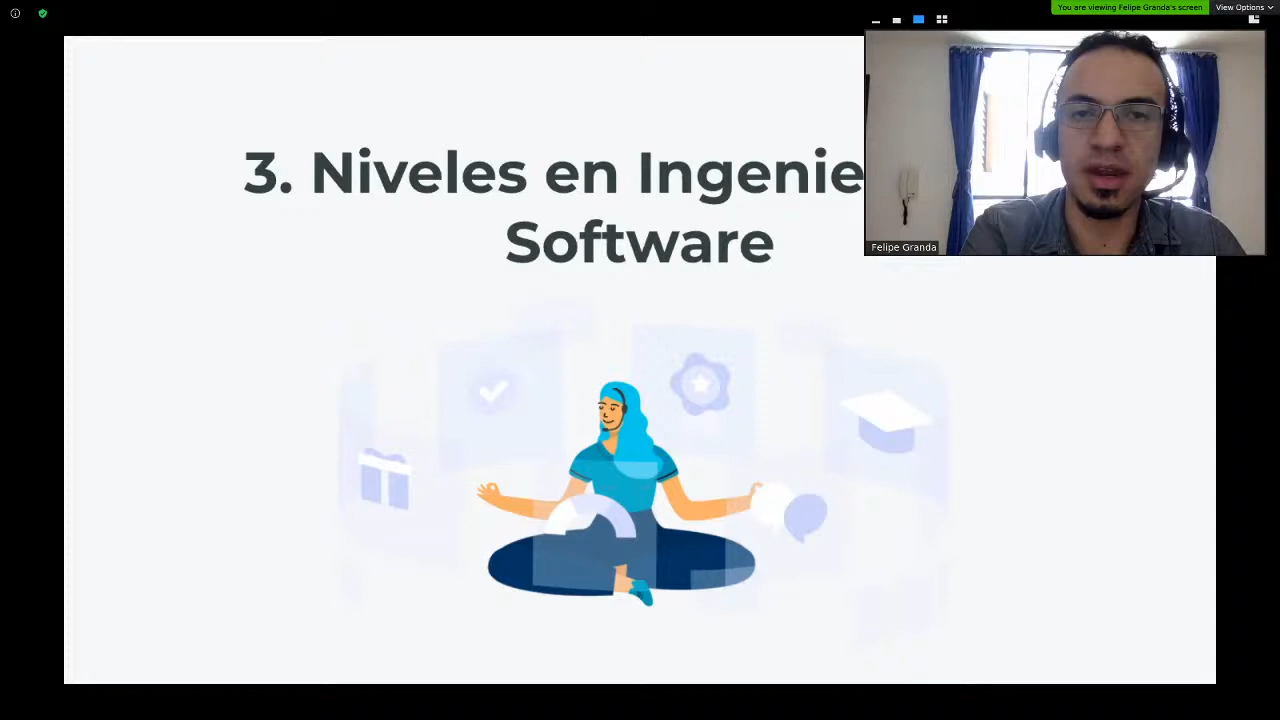 You are viewing Felipe Granda's screen
View Options
3. Niveles en Ingenie
Software
Felipe Granda